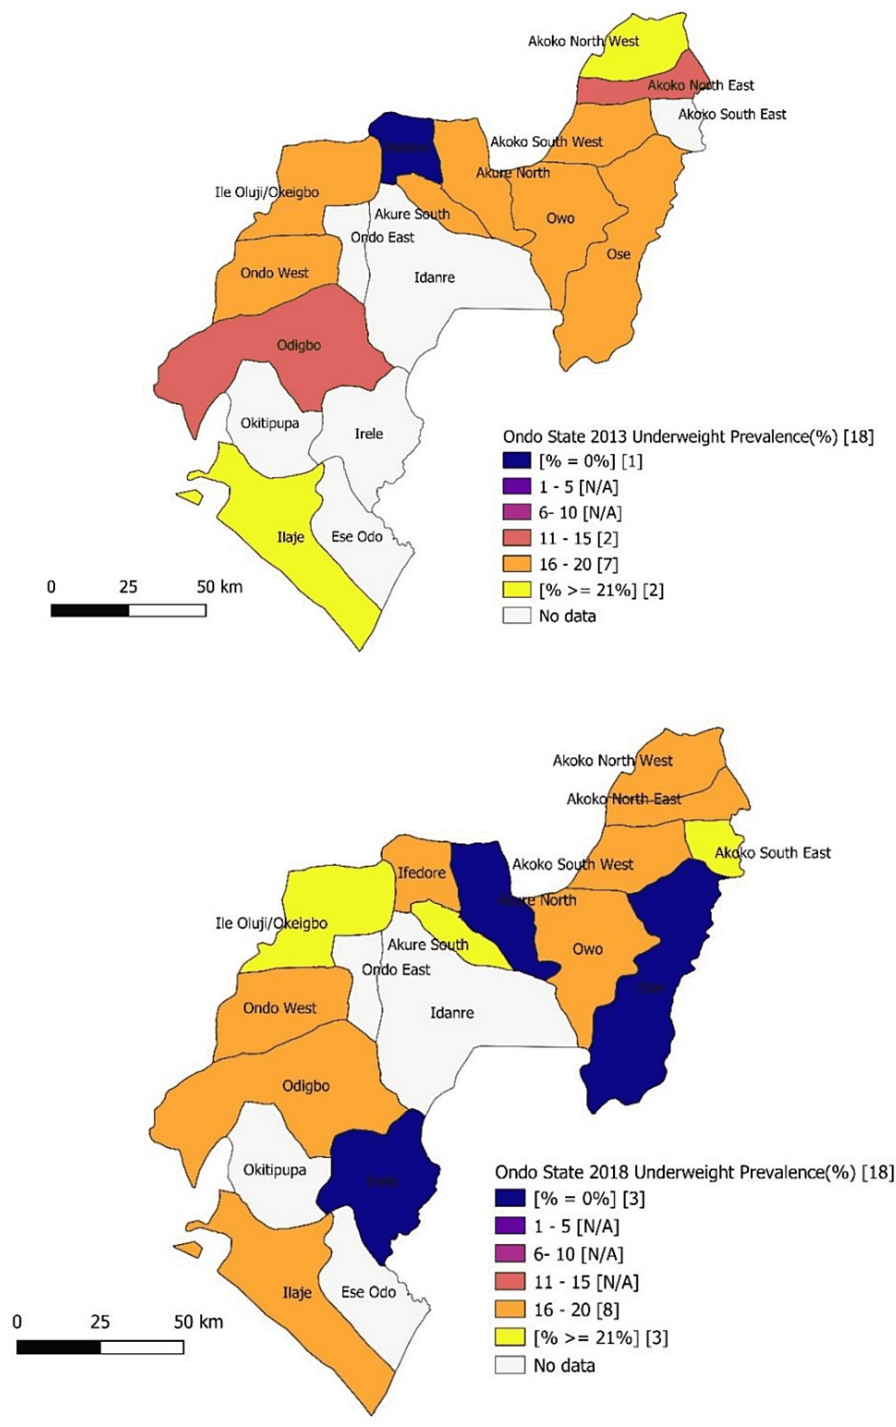 Akoko North West
Akoko North East
Akoko South East
Akoko South West
Akure North
Ile Oluji/Okeigbo
Akure South
Owo
Ondo East
Ose
Ondo West
Idanre
Odigbo
Okitipupa
Irele
Ilaje
Ese Odo
Ondo State 2013 Underweight Prevalence(%) [18]
[% = 0%] [1]
1 - 5 [N/A]
6- 10 [N/A]
11 - 15 [2]
16 - 20 [7]
[% >= 21%] [2]
No data
0 25 50 km
Akoko North West
Akoko North East
Akoko South East
Akoko South West
Ifedore
Akure North
Ile Oluji/Okeigbo
Akure South
Owo
Ondo East
Ondo West
Idanre
Odigbo
Okitipupa
Ilaje
Ese Odo
Ondo State 2018 Underweight Prevalence(%) [18]
[% = 0%] [3]
1 - 5 [N/A]
6- 10 [N/A]
11 - 15 [N/A]
16 - 20 [8]
[% >= 21%] [3]
No data
0 25 50 km